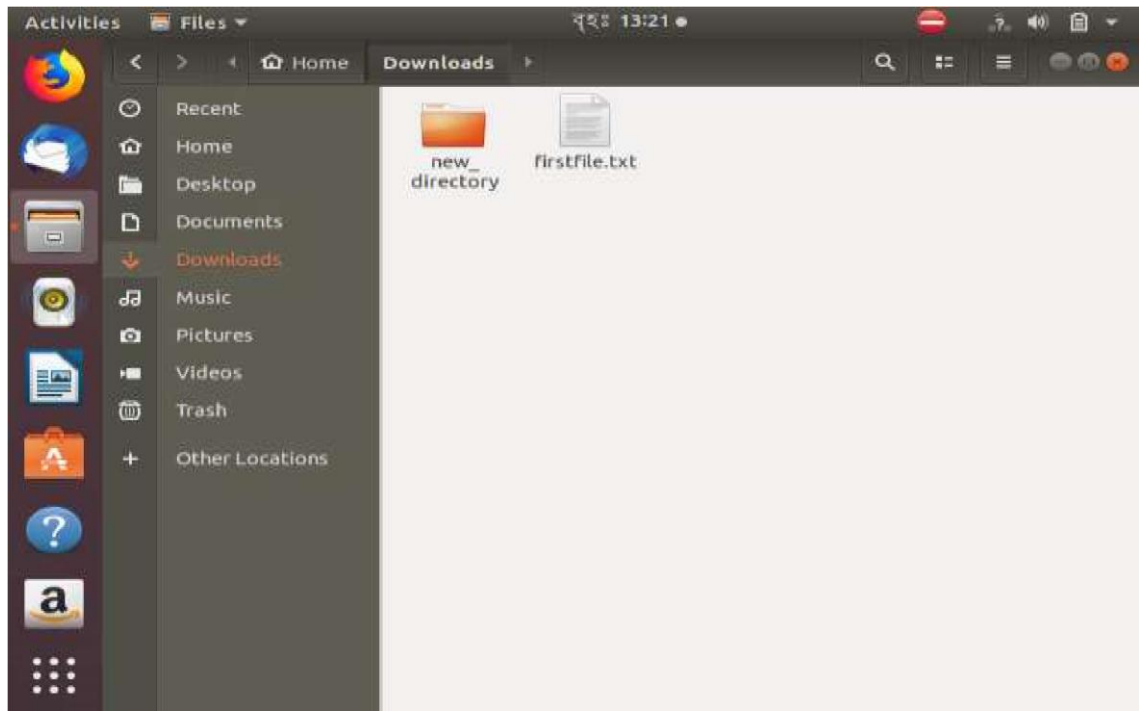 Activities Files বৃহঃ 13:21
Home Downloads
Recent
Home
Desktop
Documents
Downloads
Music
Pictures
Videos
Trash
Other Locations
new_
directory
firstfile.txt